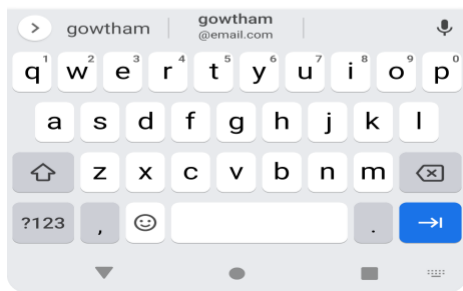 gowtham gowtham
@email.com
q1 w2 e3 r4 t5 y6 u7 i8 o9 p0
a s d f g h j k l
z x c v b n m
?123 , .